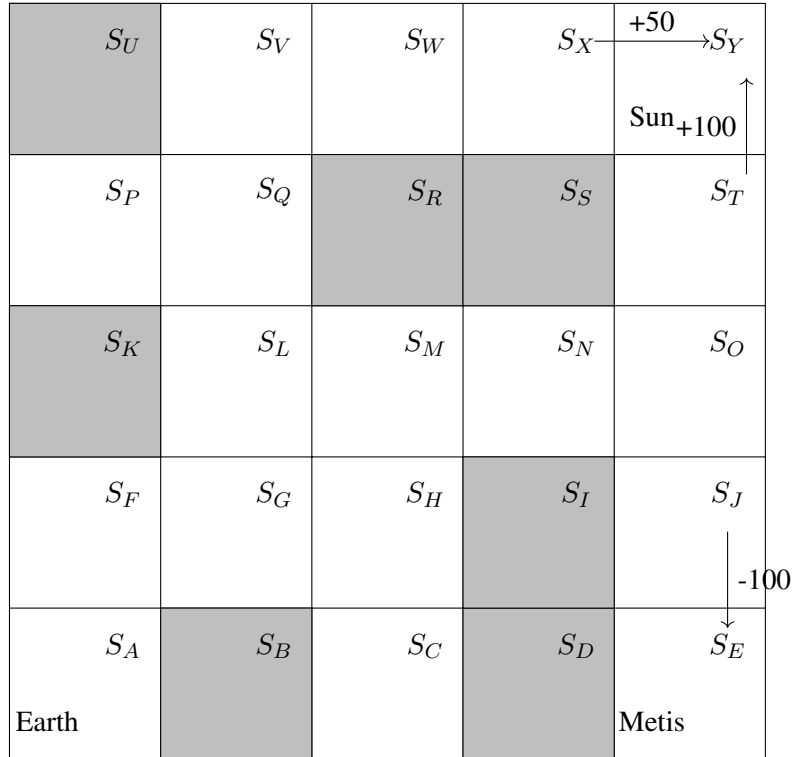 S_U S_V S_W S_X +50 S_Y
Sun +100
S_P S_Q S_R S_S S_T
S_K S_L S_M S_N S_O
S_F S_G S_H S_I S_J
-100
S_A S_B S_C S_D S_E
Earth Metis